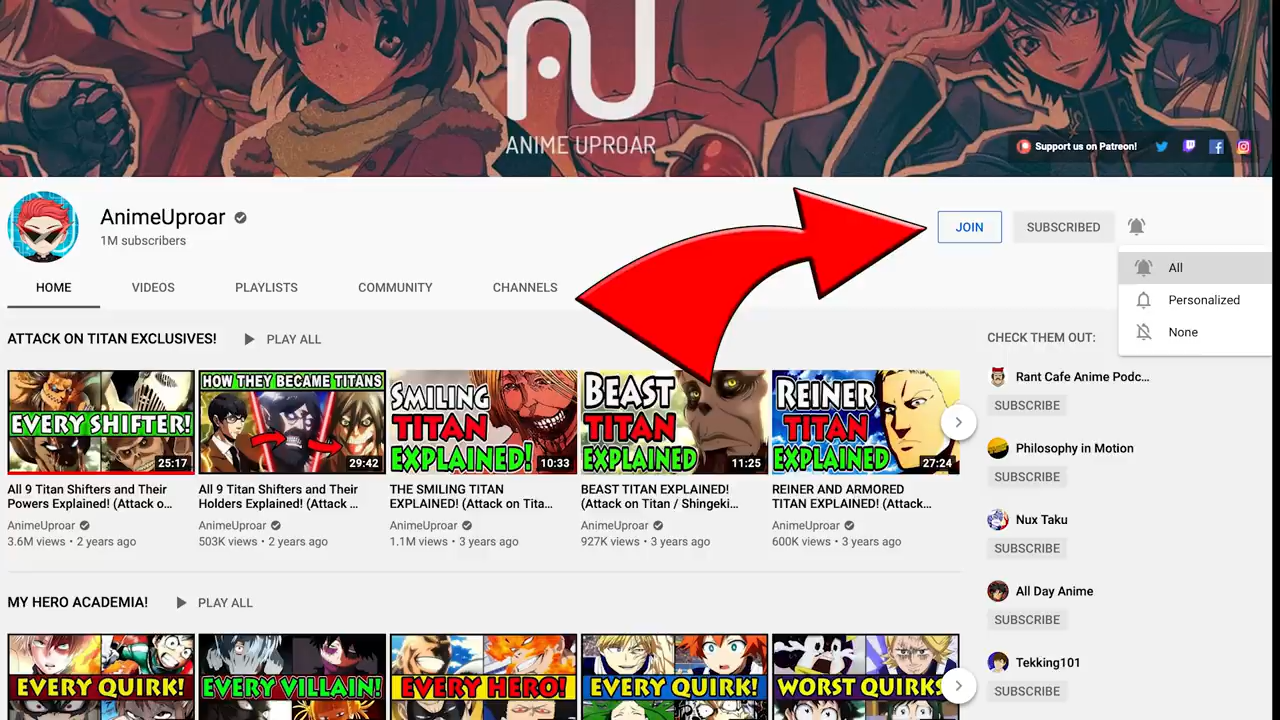 ANIME UPROAR
Support us on Patreon!
AnimeUproar
1M subscribers
JOIN
SUBSCRIBED
All
Personalized
None
HOME
VIDEOS
PLAYLISTS
COMMUNITY
CHANNELS
ATTACK ON TITAN EXCLUSIVES!
PLAY ALL
EVERY SHIFTER!
25:17
All 9 Titan Shifters and Their
Powers Explained! (Attack o...
AnimeUproar
3.6M views • 2 years ago
HOW THEY BECAME TITANS
29:42
All 9 Titan Shifters and Their
Holders Explained! (Attack ...
AnimeUproar
503K views • 2 years ago
SMILING
TITAN
EXPLAINED!
10:33
THE SMILING TITAN
EXPLAINED! (Attack on Tita...
AnimeUproar
1.1M views • 3 years ago
BEAST
TITAN
EXPLAINED
11:25
BEAST TITAN EXPLAINED!
(Attack on Titan / Shingeki...
AnimeUproar
927K views • 3 years ago
REINER
TITAN
EXPLAINED
27:24
REINER AND ARMORED
TITAN EXPLAINED! (Attack...
AnimeUproar
600K views • 3 years ago
CHECK THEM OUT:
Rant Cafe Anime Podc...
SUBSCRIBE
Philosophy in Motion
SUBSCRIBE
Nux Taku
SUBSCRIBE
All Day Anime
SUBSCRIBE
Tekking101
SUBSCRIBE
MY HERO ACADEMIA!
PLAY ALL
EVERY QUIRK!
EVERY VILLAIN!
EVERY HERO!
EVERY QUIRK!
WORST QUIRKS